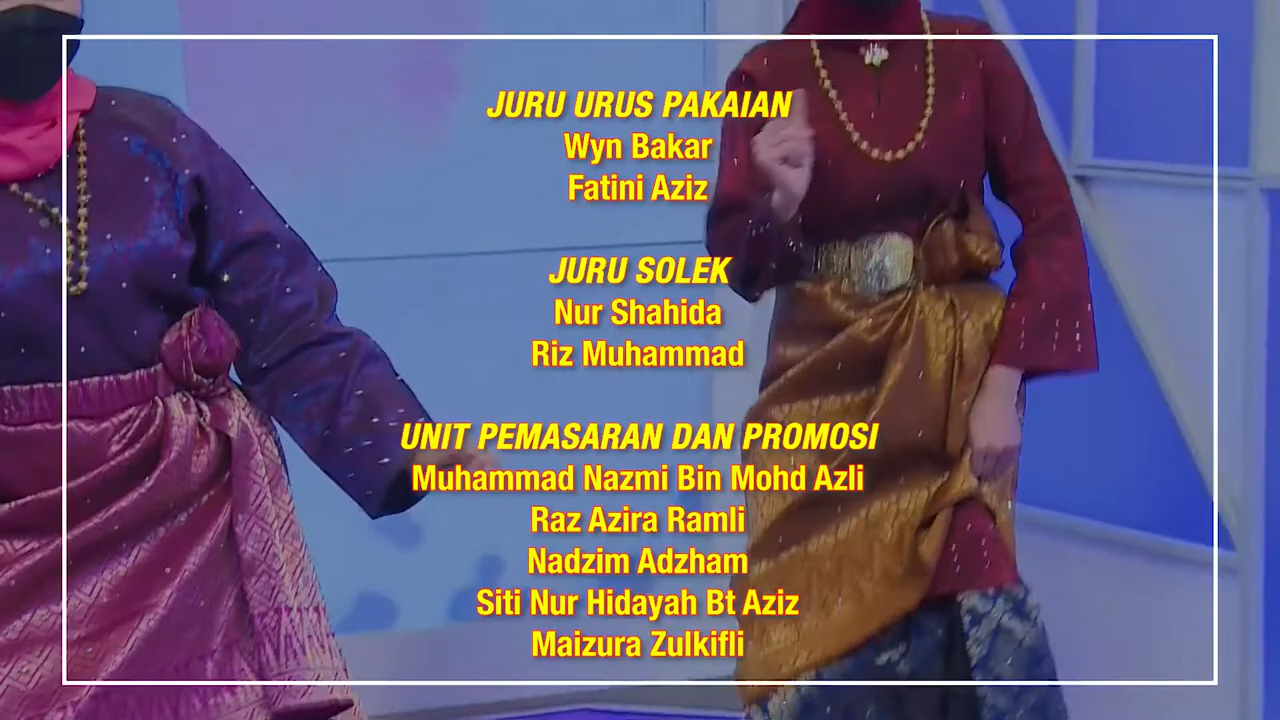 JURU URUS PAKAIAN
Wyn Bakar
Fatini Aziz
JURU SOLEK
Nur Shahida
Riz Muhammad
UNIT PEMASARAN DAN PROMOSI
Muhammad Nazmi Bin Mohd Azli
Raz Azira Ramli
Nadzim Adzham
Siti Nur Hidayah Bt Aziz
Maizura Zulkifli